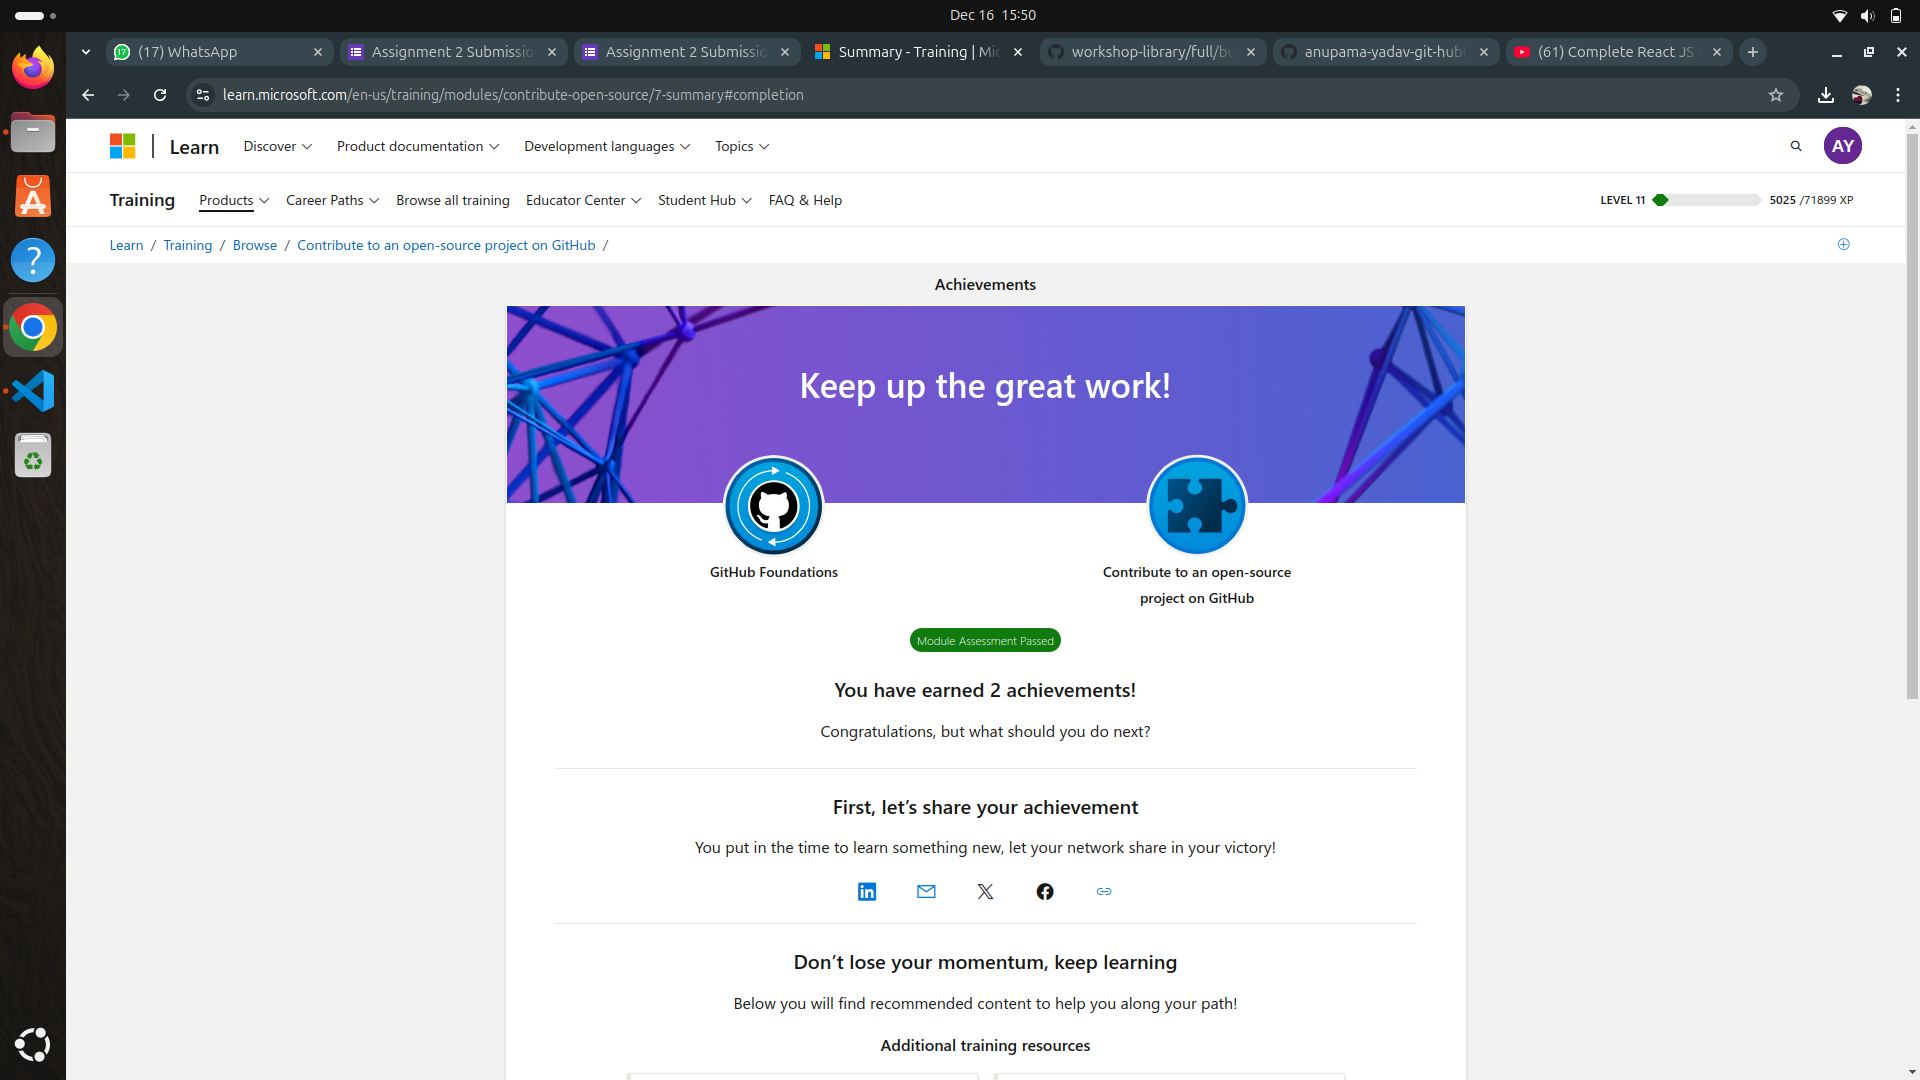 Dec 16 15:50
(17) WhatsApp
Assignment 2 Submissio
Assignment 2 Submissio
Summary - Training | Mic
workshop-library/full/bu
anupama-yadav-git-hub
(61) Complete React JS
learn.microsoft.com/en-us/training/modules/contribute-open-source/7-summary#completion
Learn
Discover
Product documentation
Development languages
Topics
AY
Training
Products
Career Paths
Browse all training
Educator Center
Student Hub
FAQ & Help
LEVEL 11
5025 /71899 XP
Learn / Training / Browse / Contribute to an open-source project on GitHub /
Achievements
Keep up the great work!
GitHub Foundations
Contribute to an open-source
project on GitHub
Module Assessment Passed
You have earned 2 achievements!
Congratulations, but what should you do next?
First, let’s share your achievement
You put in the time to learn something new, let your network share in your victory!
Don’t lose your momentum, keep learning
Below you will find recommended content to help you along your path!
Additional training resources